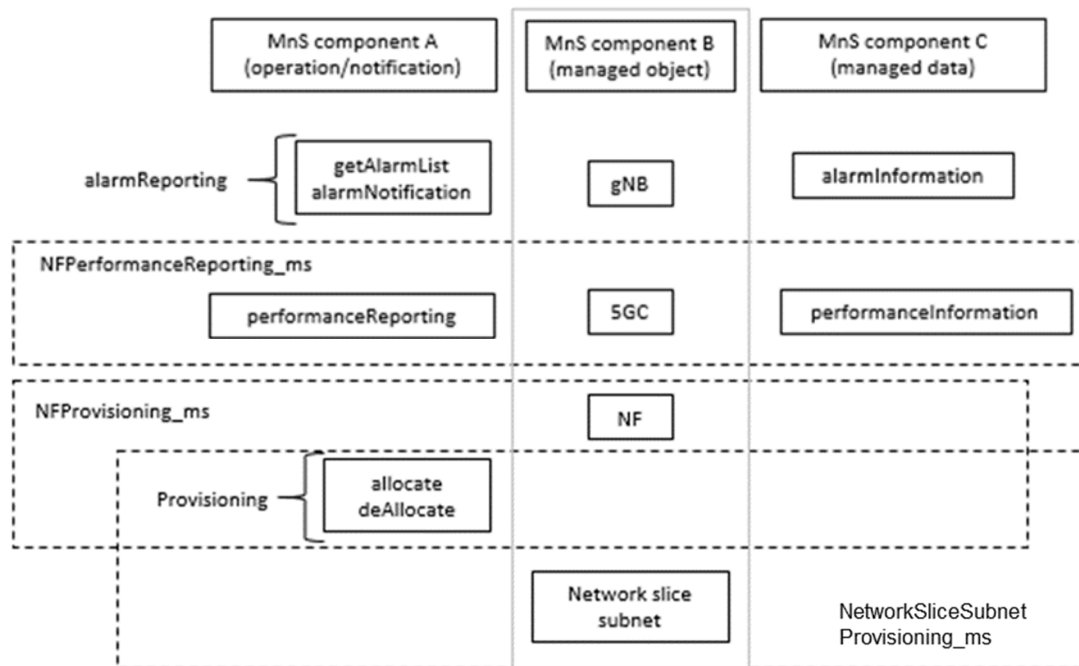 MnS component A
(operation/notification)
MnS component B
(managed object)
MnS component C
(managed data)
alarmReporting
getAlarmList
alarmNotification
gNB
alarmInformation
NFPerformanceReporting_ms
performanceReporting
5GC
performanceInformation
NFProvisioning_ms
NF
Provisioning
allocate
deAllocate
Network slice
subnet
NetworkSliceSubnet
Provisioning_ms